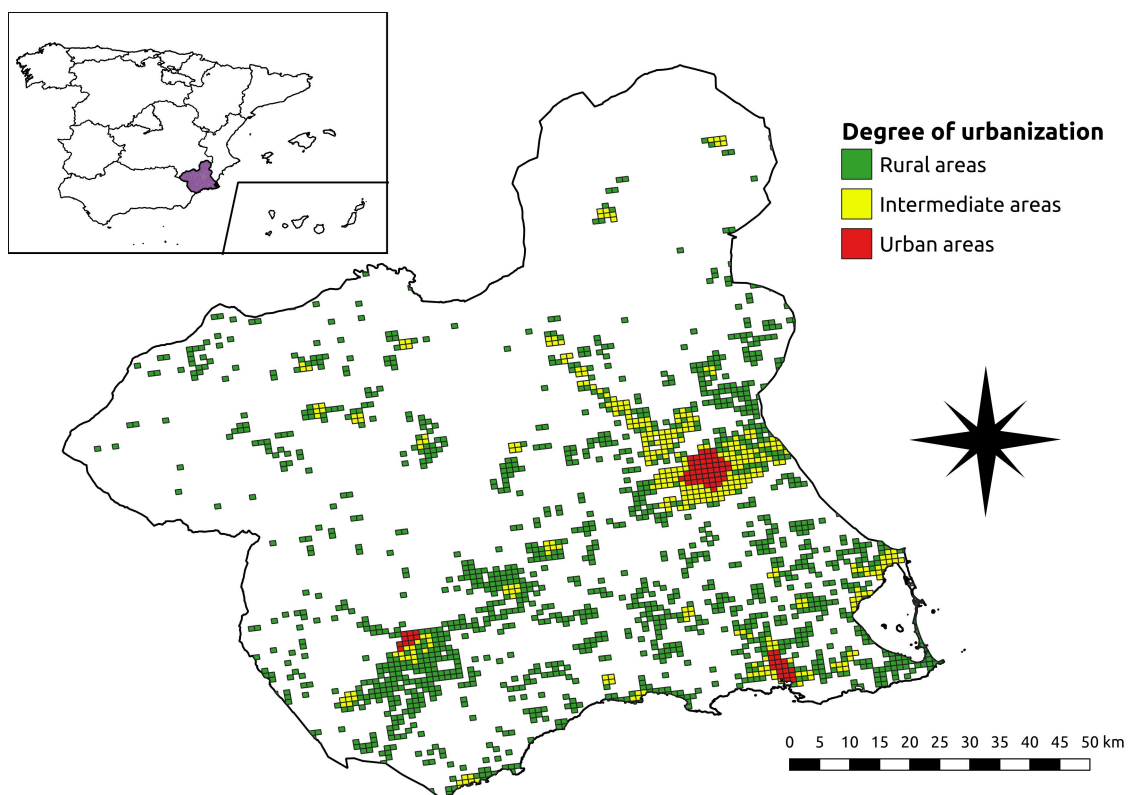 Degree of urbanization
Rural areas
Intermediate areas
Urban areas
0 5 10 15 20 25 30 35 40 45 50 km